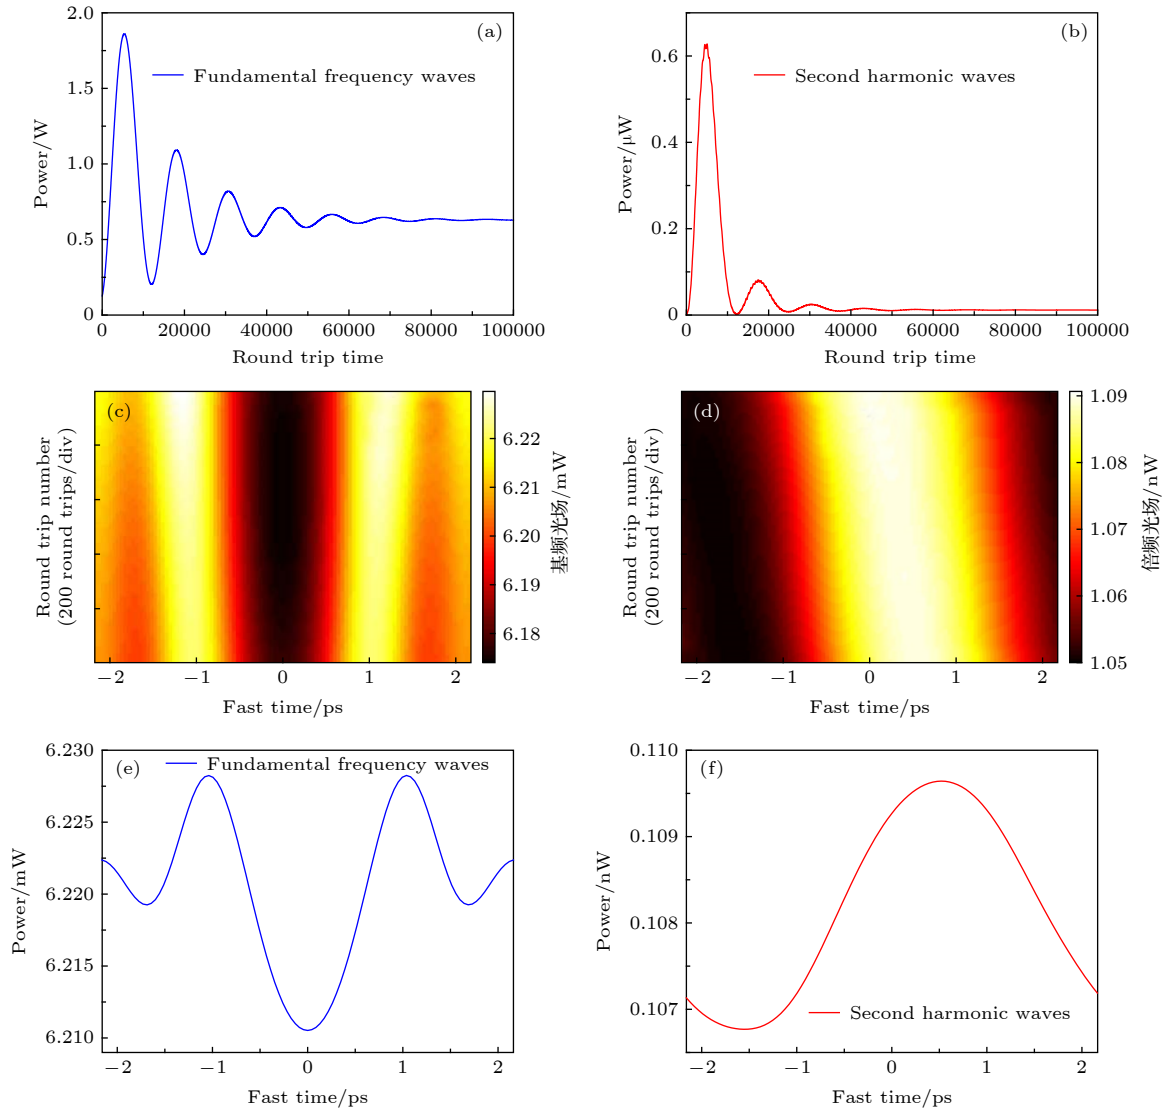 (a)
Fundamental frequency waves
Power/W
2.0
1.5
1.0
0.5
0
0 20000 40000 60000 80000 100000
Round trip time
(b)
Second harmonic waves
Power/μW
0.6
0.4
0.2
0
0 20000 40000 60000 80000 100000
Round trip time
(c)
Round trip number
(200 round trips/div)
−2 −1 0 1 2
Fast time/ps
6.22
6.21
6.20
6.19
6.18
基频光场/mW
(d)
Round trip number
(200 round trips/div)
−2 −1 0 1 2
Fast time/ps
1.09
1.08
1.07
1.06
1.05
倍频光场/nW
(e)
Fundamental frequency waves
Power/mW
6.230
6.225
6.220
6.215
6.210
−2 −1 0 1 2
Fast time/ps
(f)
Second harmonic waves
Power/nW
0.110
0.109
0.108
0.107
−2 −1 0 1 2
Fast time/ps